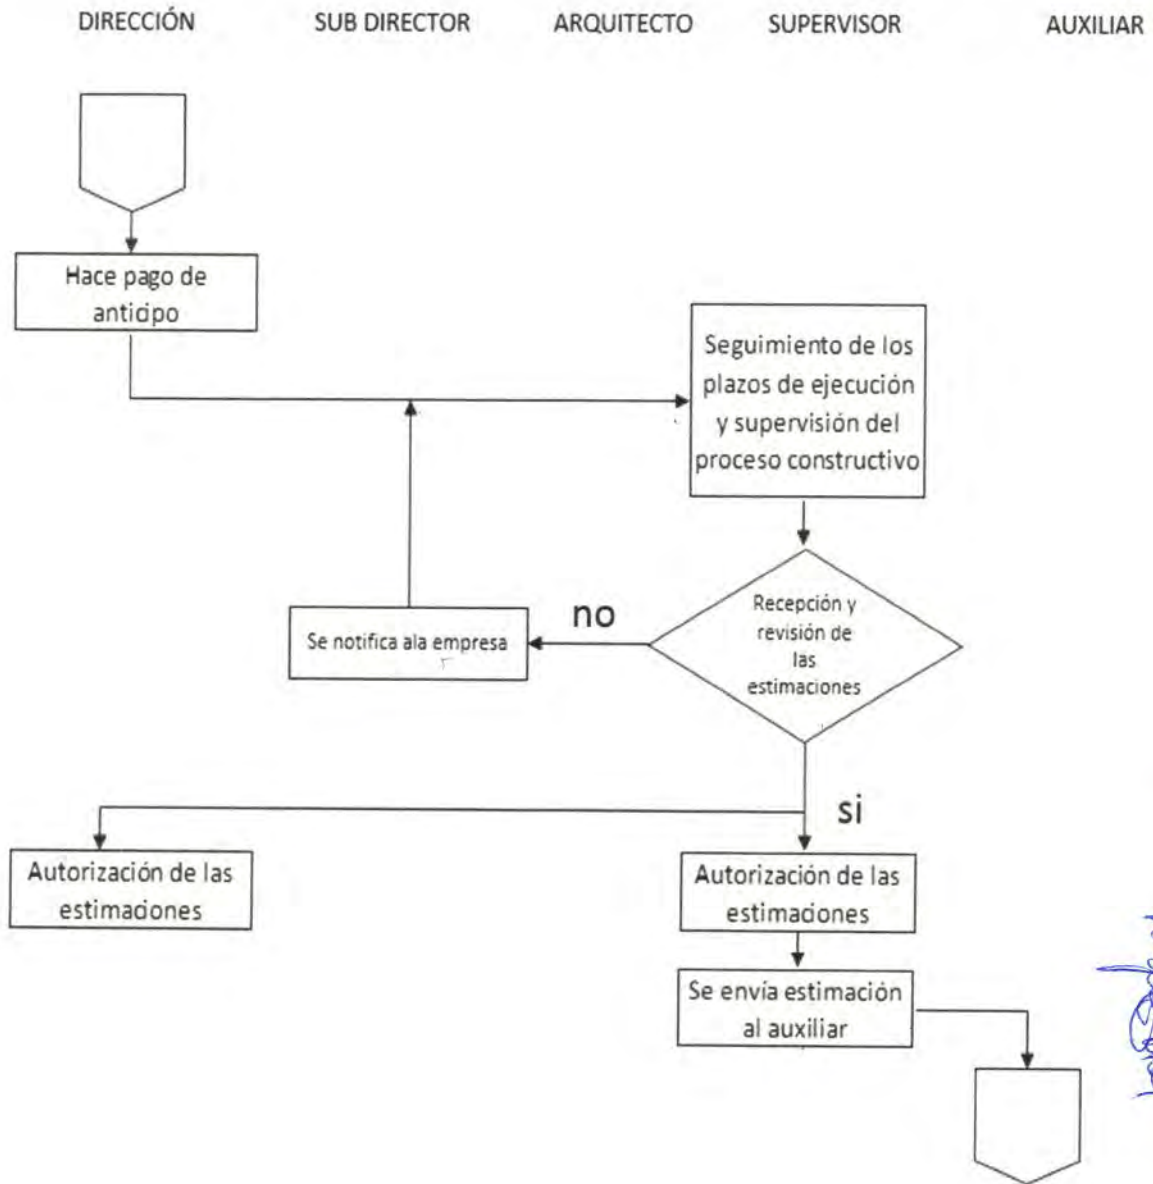 DIRECCIÓN SUB DIRECTOR ARQUITECTO SUPERVISOR AUXILIAR
Hace pago de
anticipo
Seguimiento de los
plazos de ejecución
y supervisión del
proceso constructivo
Recepción y
revisión de
las
estimaciones
no
Se notifica ala empresa
si
Autorización de las
estimaciones
Autorización de las
estimaciones
Se envía estimación
al auxiliar